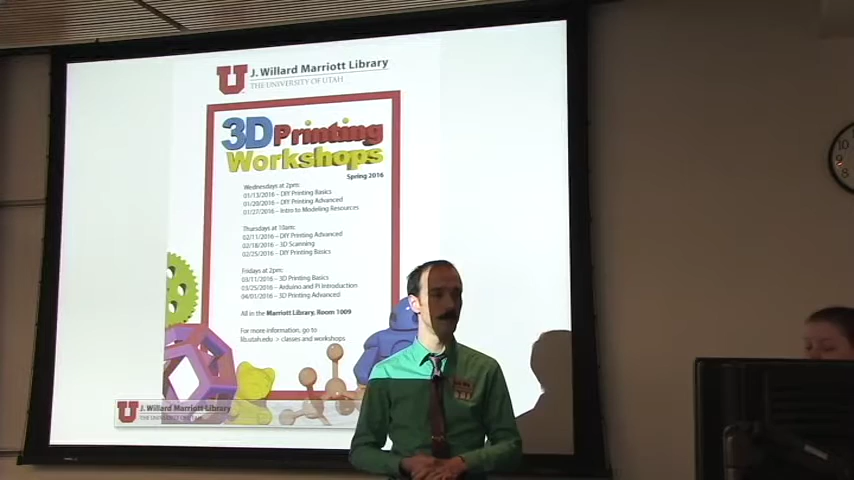 J. Willard Marriott Library
THE UNIVERSITY OF UTAH
3D Printing
Workshops
Spring 2016
Wednesdays at 2pm:
01/13/2016 – DIY Printing Basics
01/20/2016 – DIY Printing Advanced
01/27/2016 – Intro to Modeling Resources
Thursdays at 10am:
02/11/2016 – DIY Printing Advanced
02/18/2016 – 3D Scanning
02/25/2016 – DIY Printing Basics
Fridays at 2pm:
03/11/2016 – 3D Printing Basics
03/25/2016 – Arduino and PI Introduction
04/01/2016 – 3D Printing Advanced
All in the Marriott Library, Room 1009
For more information, go to
lib.utah.edu > classes and workshops
J. Willard Marriott Library
THE UNIVERSITY OF UTAH
10
9
8